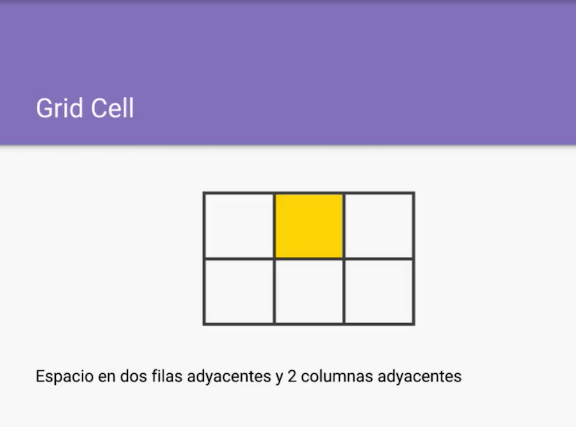 Grid Cell
Espacio en dos filas adyacentes y 2 columnas adyacentes